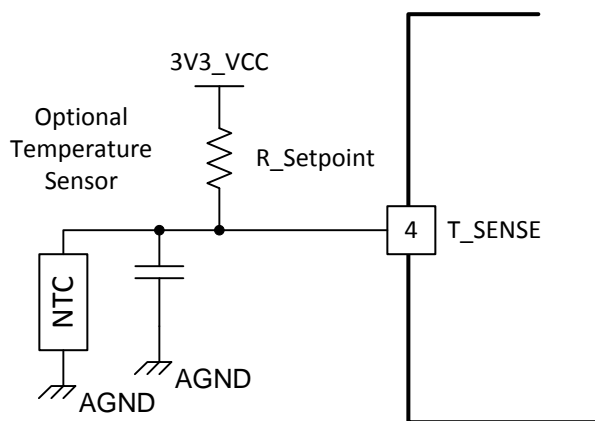 3V3_VCC
Optional
Temperature
Sensor
R_Setpoint
4
T_SENSE
NTC
AGND
AGND